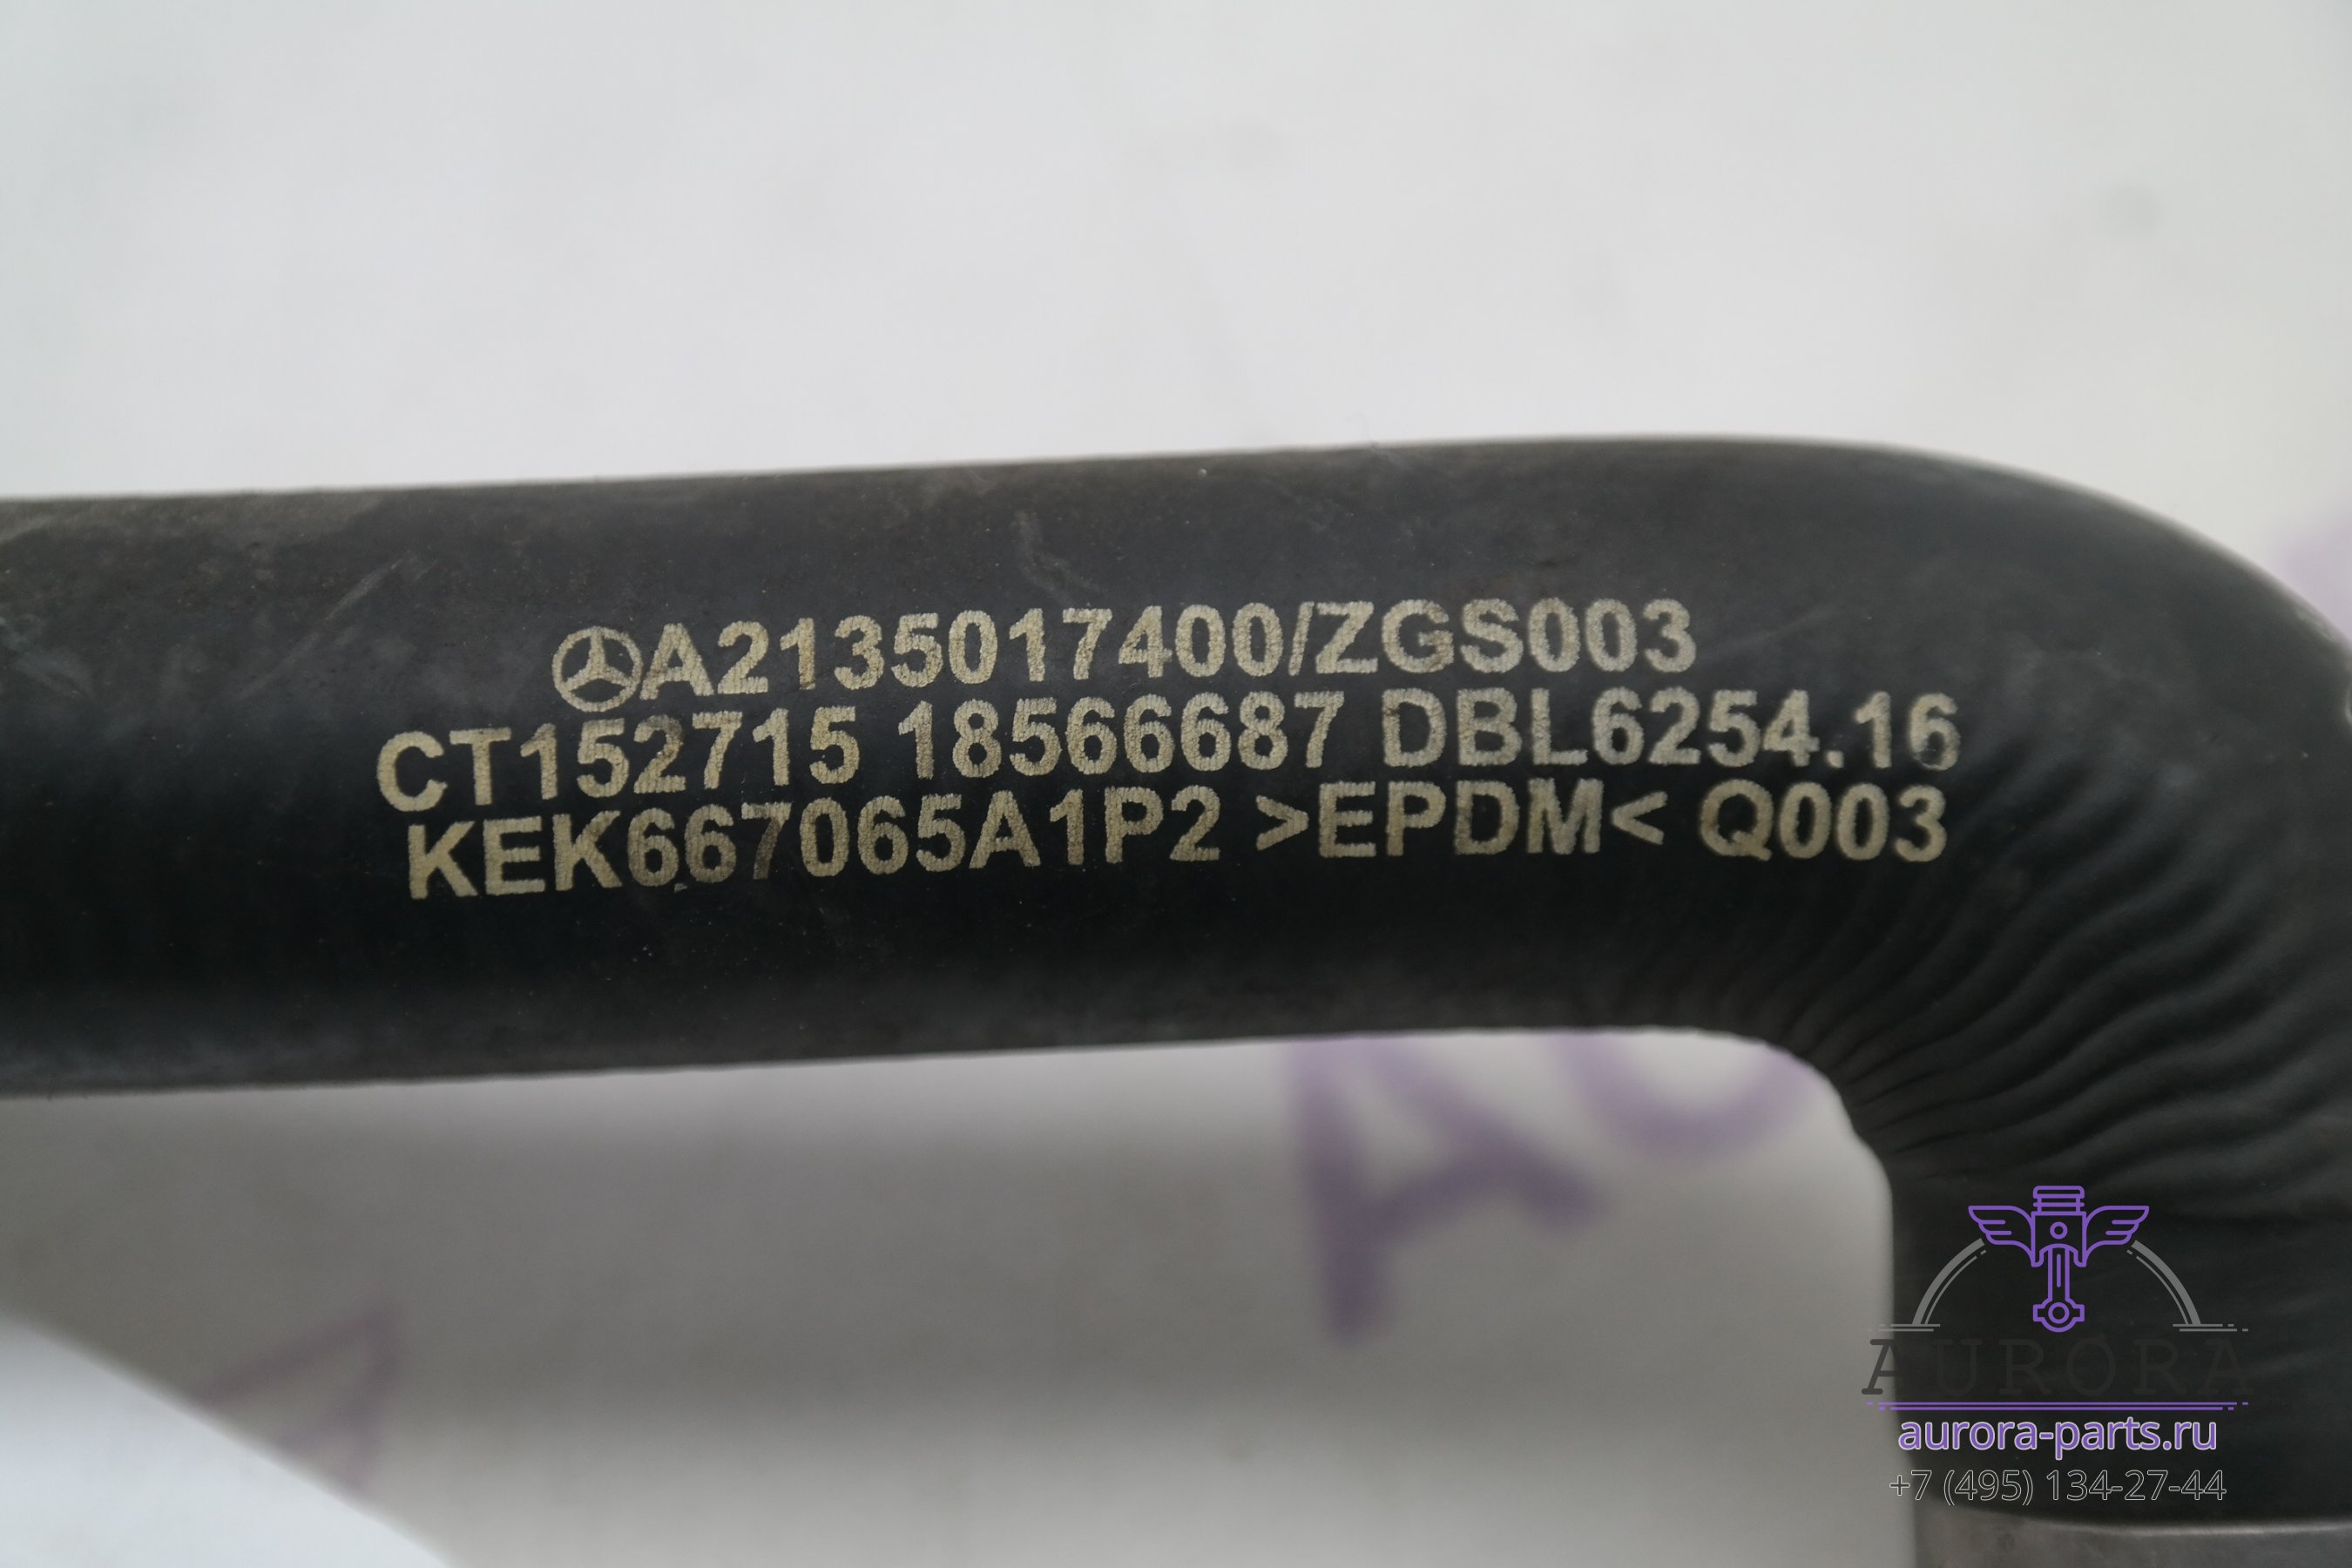 A2135017400/ZGS003
CT152715 18566687 DBL6254.16
KEK667065A1P2 >EPDM< Q003
AURORA
aurora-parts.ru
+7 (495) 134-27-44